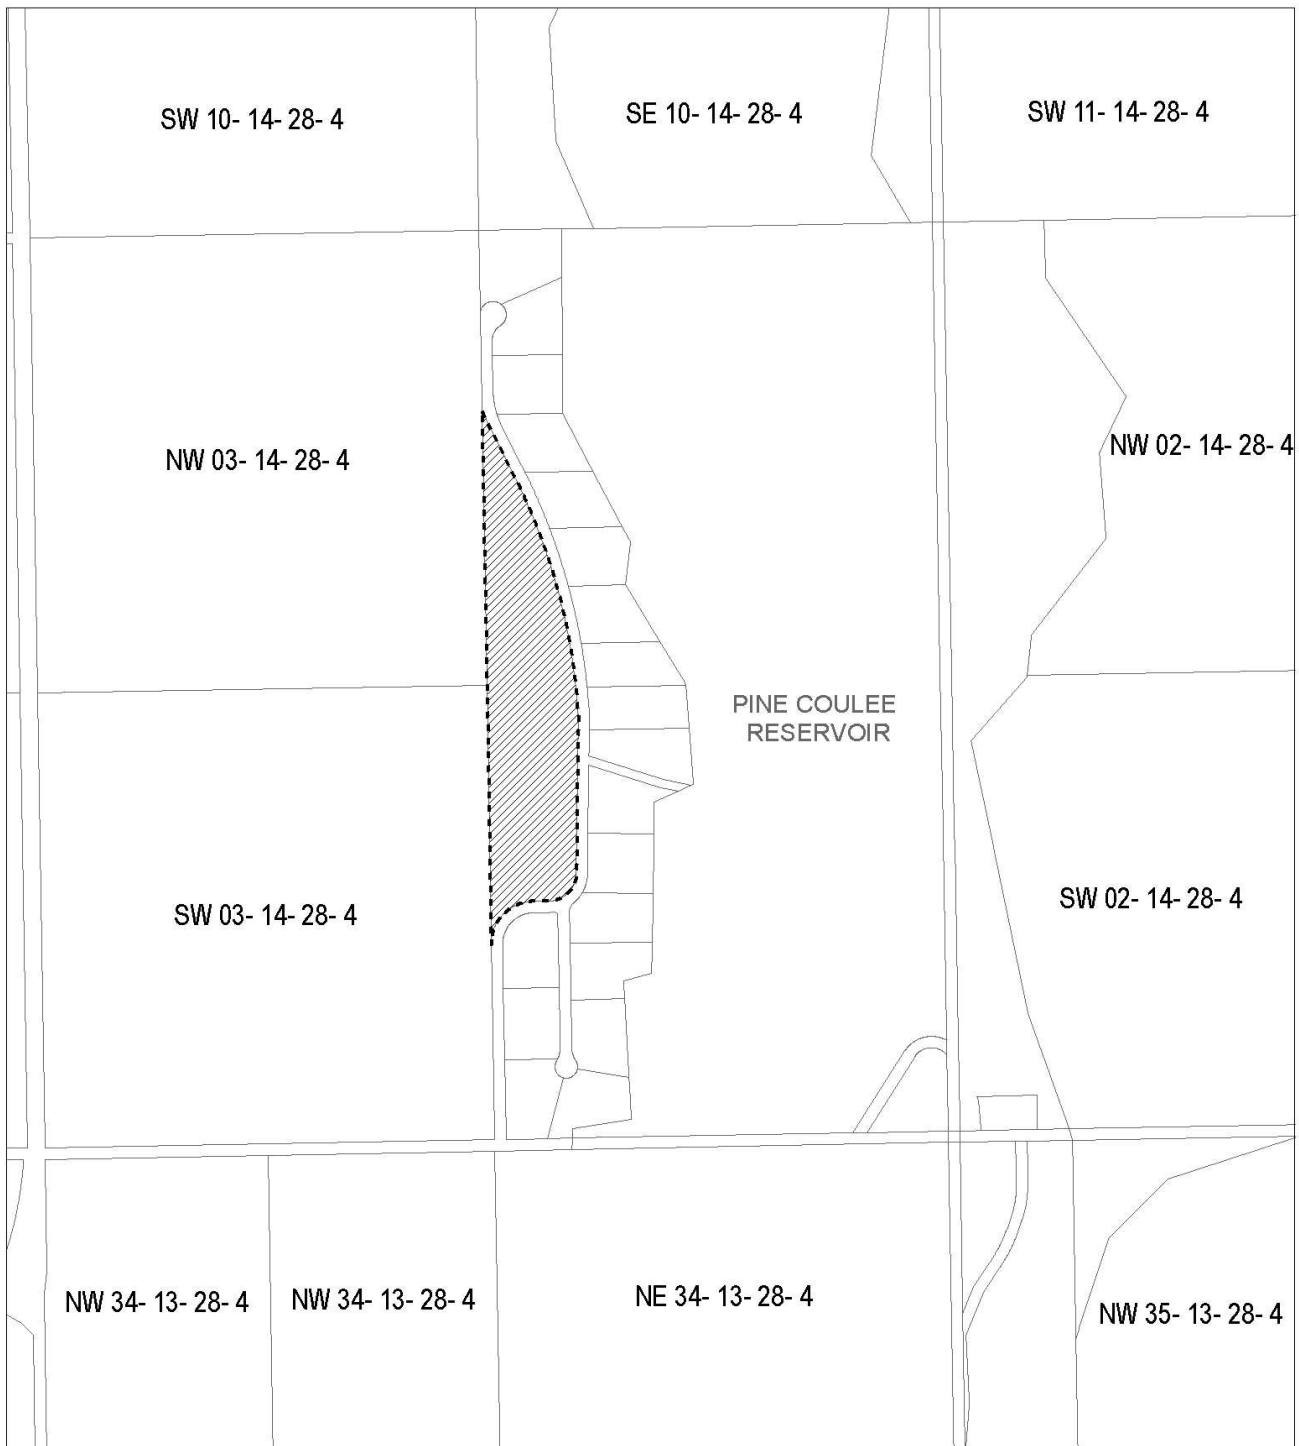 SW 10- 14- 28- 4
SE 10- 14- 28- 4
SW 11- 14- 28- 4
NW 03- 14- 28- 4
NW 02- 14- 28- 4
PINE COULEE
RESERVOIR
SW 03- 14- 28- 4
SW 02- 14- 28- 4
NW 34- 13- 28- 4
NW 34- 13- 28- 4
NE 34- 13- 28- 4
NW 35- 13- 28- 4